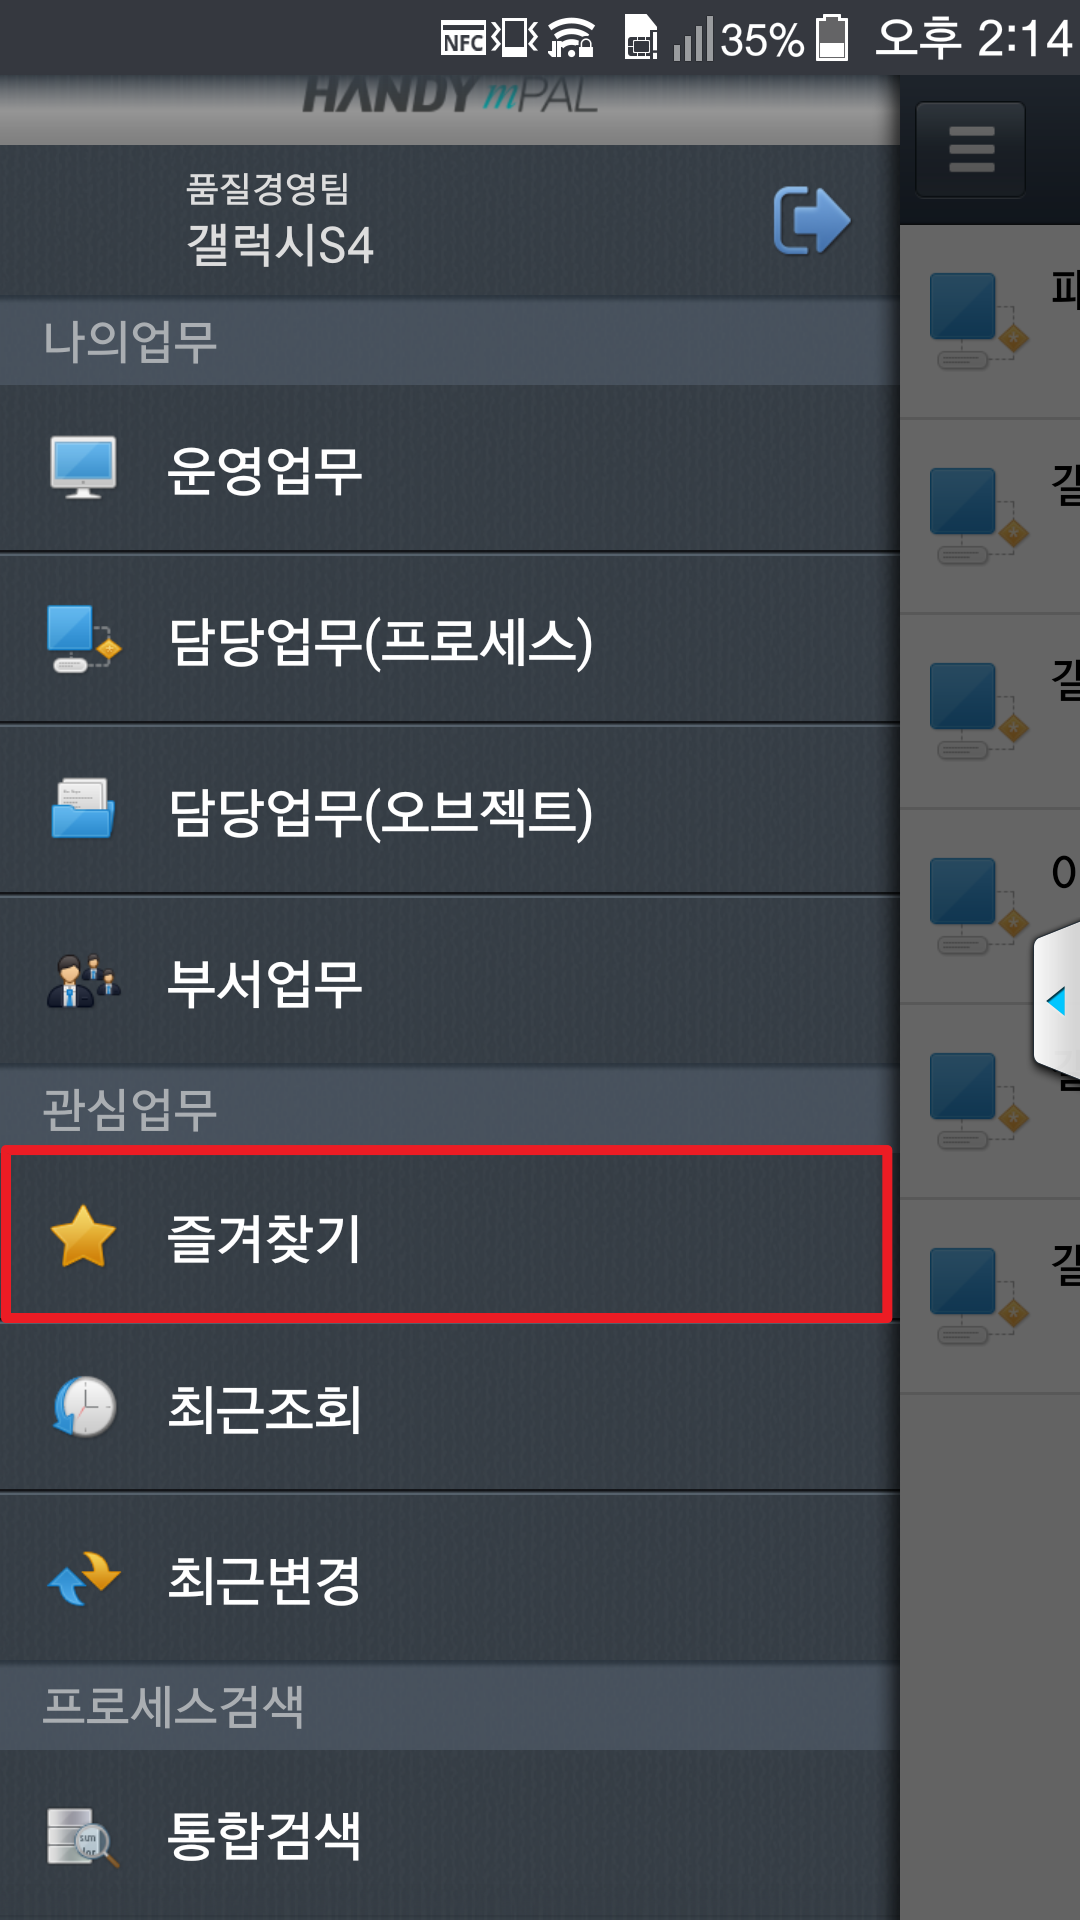 NFC 35% 오후 2:14
HANDY mPAL
품질경영팀
갤럭시S4
나의업무
운영업무
담당업무(프로세스)
담당업무(오브젝트)
부서업무
관심업무
즐겨찾기
최근조회
최근변경
프로세스검색
통합검색